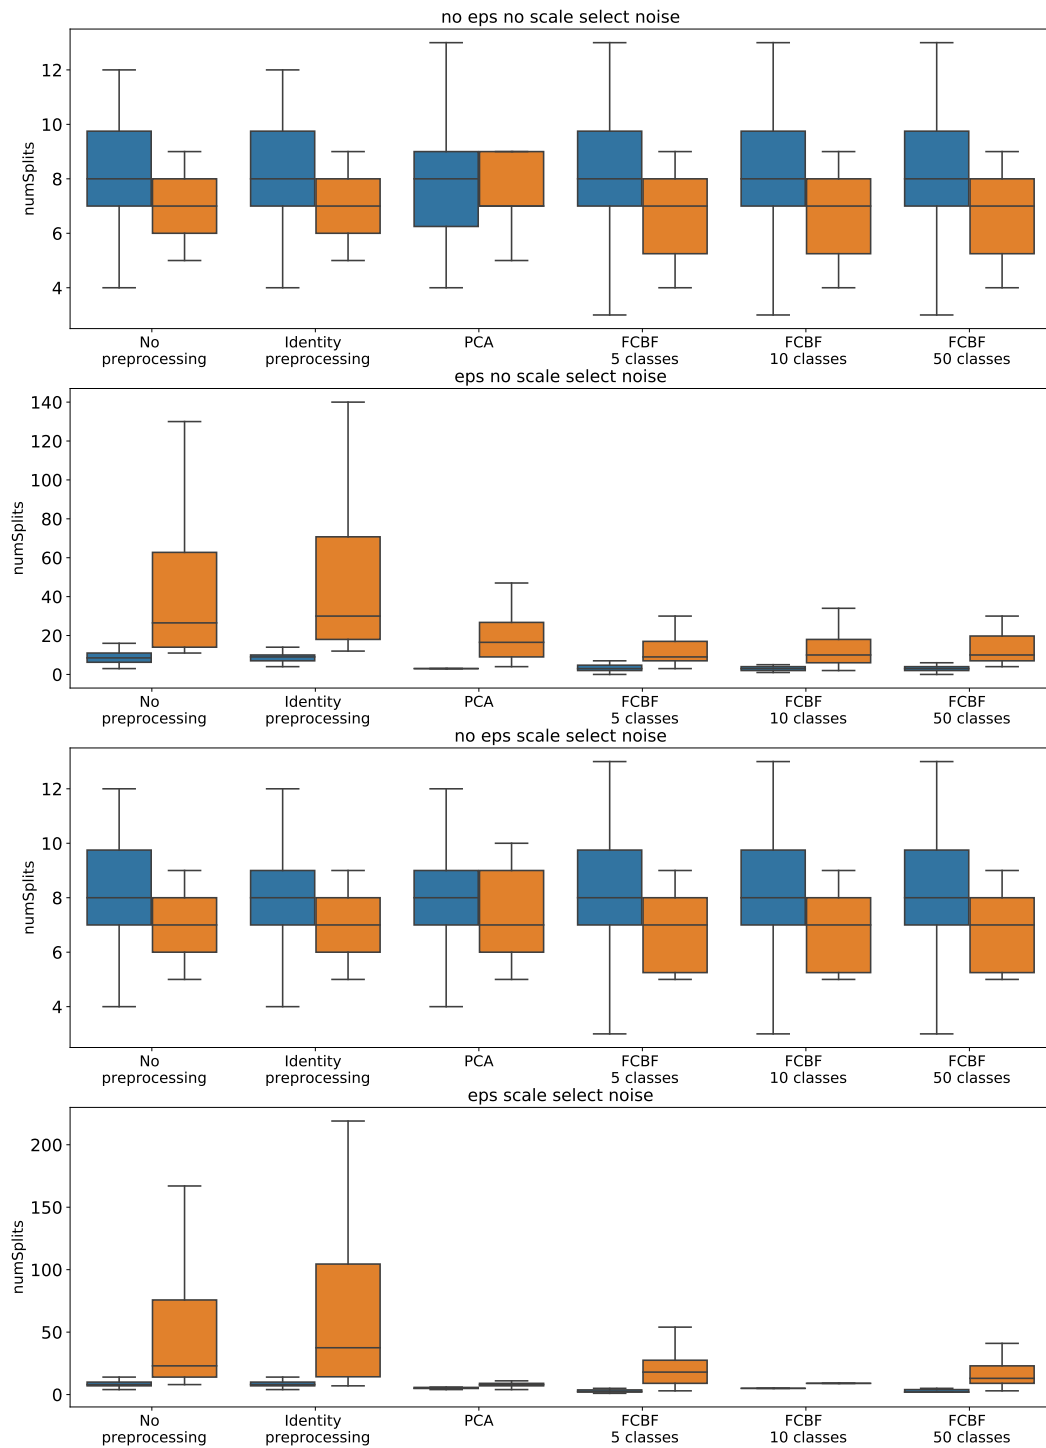 no eps no scale select noise
12
10
8
6
4
numSplits
No
preprocessing
Identity
preprocessing
PCA
FCBF
5 classes
FCBF
10 classes
FCBF
50 classes
eps no scale select noise
140
120
100
80
60
40
20
0
numSplits
No
preprocessing
Identity
preprocessing
PCA
FCBF
5 classes
FCBF
10 classes
FCBF
50 classes
no eps scale select noise
12
10
8
6
4
numSplits
No
preprocessing
Identity
preprocessing
PCA
FCBF
5 classes
FCBF
10 classes
FCBF
50 classes
eps scale select noise
200
150
100
50
0
numSplits
No
preprocessing
Identity
preprocessing
PCA
FCBF
5 classes
FCBF
10 classes
FCBF
50 classes